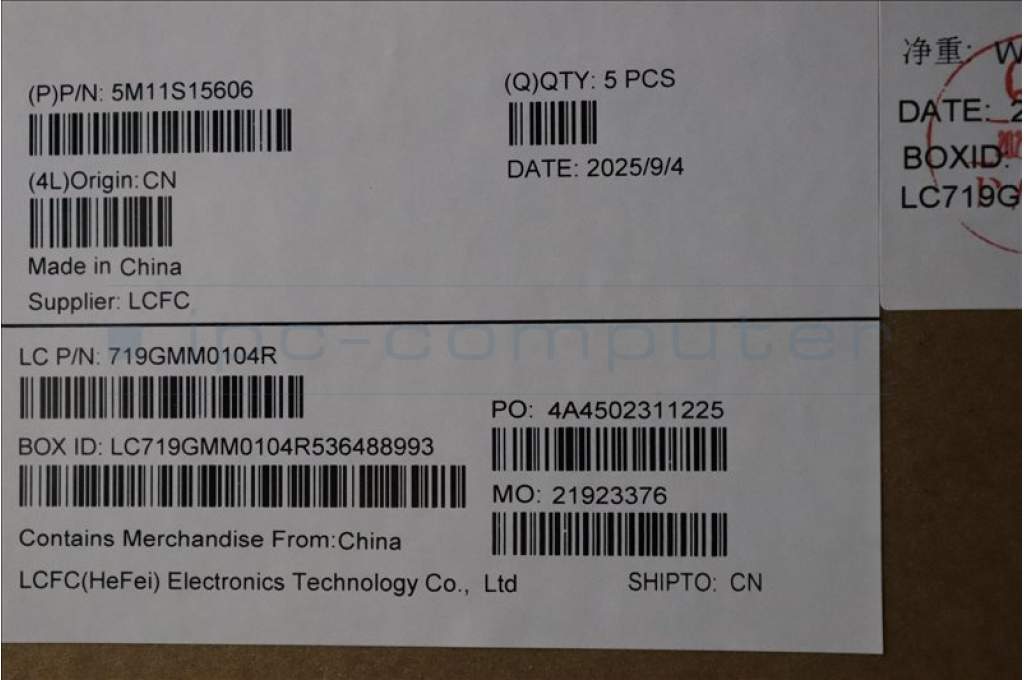 (P)P/N: 5M11S15606
(Q)QTY: 5 PCS
DATE: 2025/9/4
(4L)Origin:CN
Made in China
Supplier: LCFC
ipc-computer
LC P/N: 719GMM0104R
PO: 4A4502311225
BOX ID: LC719GMM0104R536488993
MO: 21923376
Contains Merchandise From:China
LCFC(HeFei) Electronics Technology Co., Ltd
SHIPTO: CN
净重:
DATE:
BOXID:
LC719G